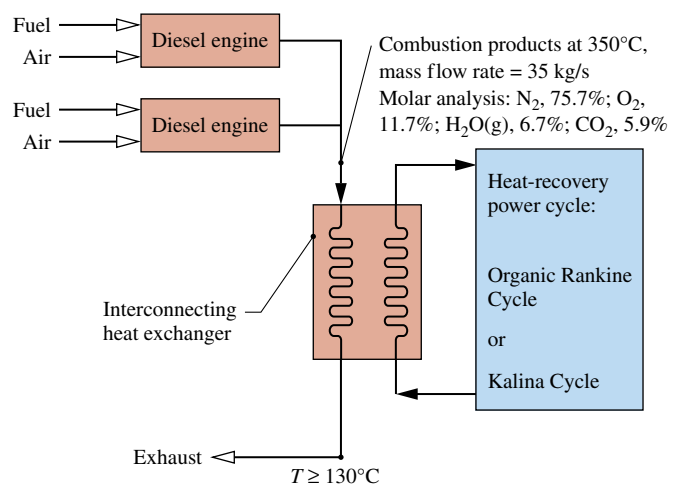 Fuel
Air
Diesel engine
Fuel
Air
Diesel engine
Combustion products at 350°C,
mass flow rate = 35 kg/s
Molar analysis: N₂, 75.7%; O₂,
11.7%; H₂O(g), 6.7%; CO₂, 5.9%
Heat-recovery
power cycle:
Organic Rankine
Cycle
or
Kalina Cycle
Interconnecting
heat exchanger
Exhaust
T ≥ 130°C